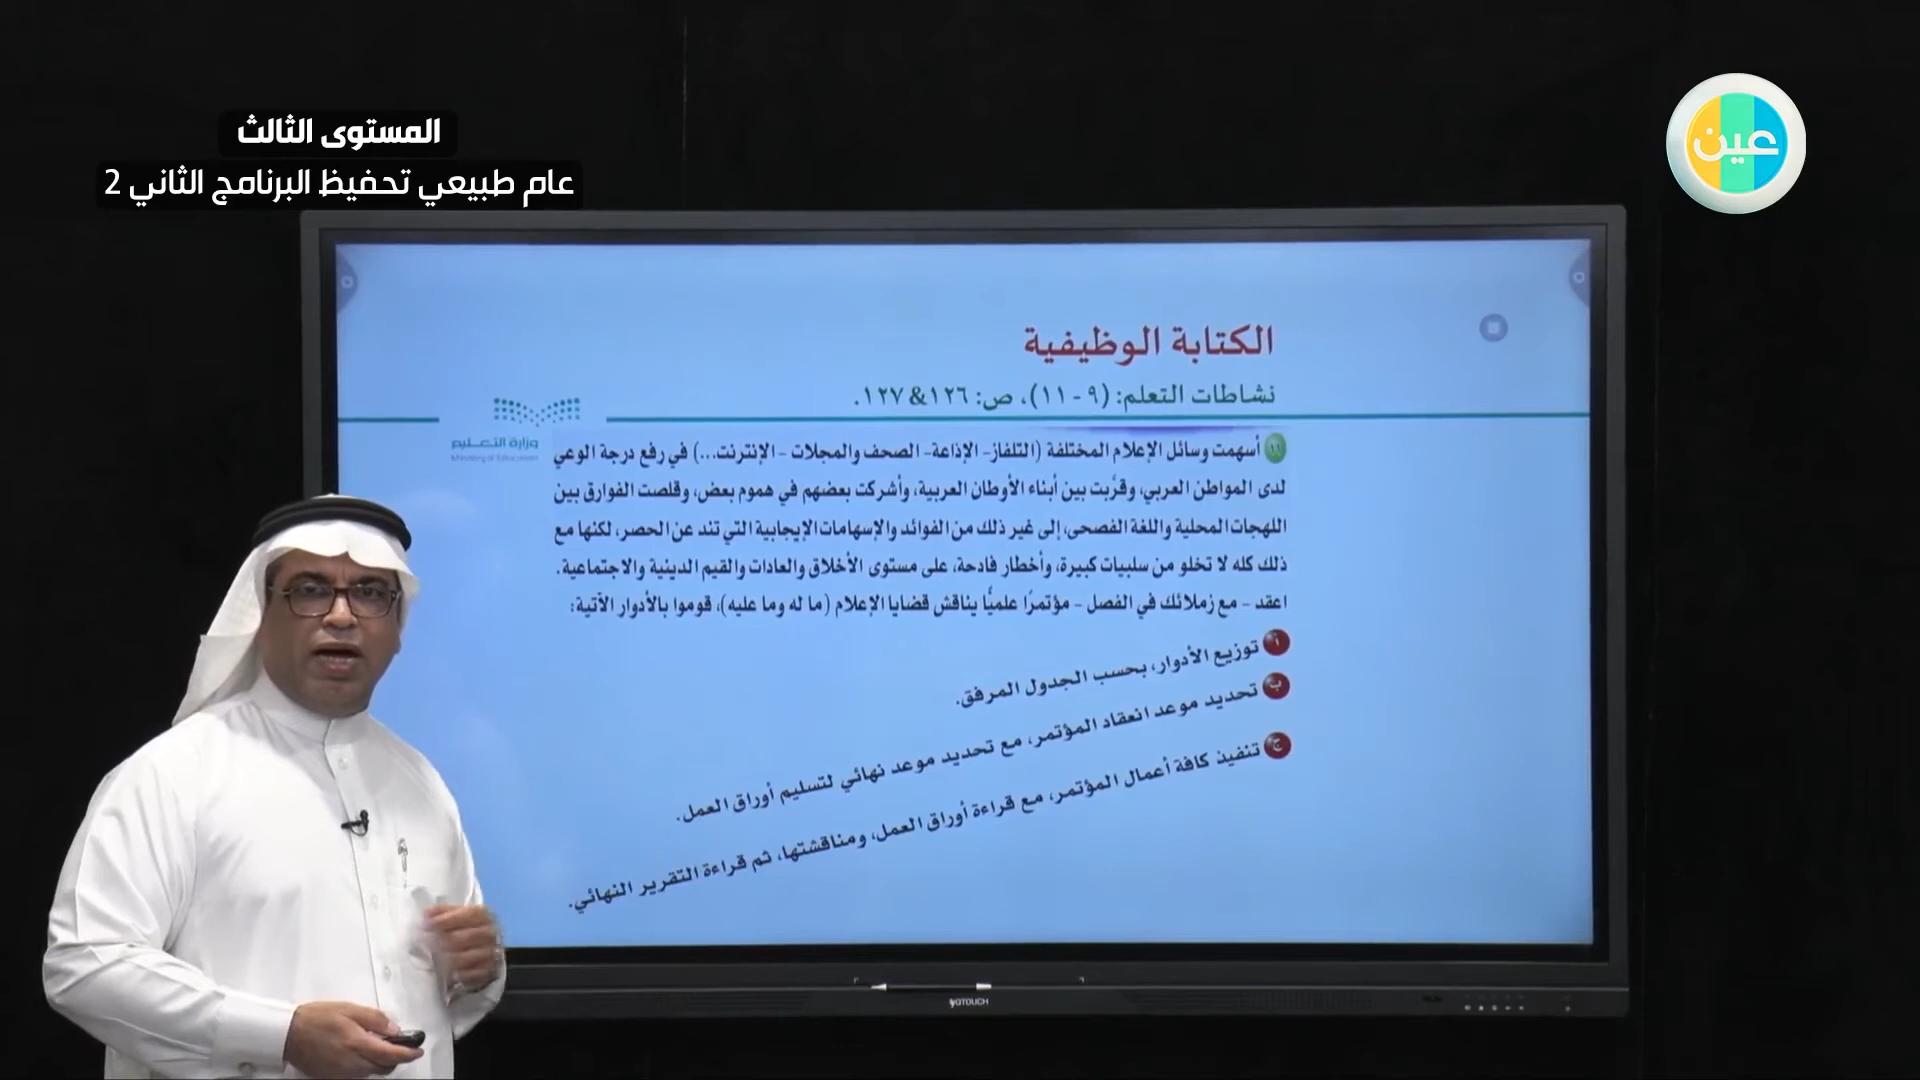 المستوى الثالث
عام طبيعي تحفيظ البرنامج الثاني 2
عين
الكتابة الوظيفية
نشاطات التعلم: (٩ - ١١)، ص: ١٢٦ & ١٢٧.
وزارة التعليم
Ministry of Education
١١ أسهمت وسائل الإعلام المختلفة (التلفاز- الإذاعة- الصحف والمجلات - الإنترنت...) في رفع درجة الوعي
لدى المواطن العربي، وقرَّبت بين أبناء الأوطان العربية، وأشركت بعضهم في هموم بعض، وقلصت الفوارق بين
اللهجات المحلية واللغة الفصحى، إلى غير ذلك من الفوائد والإسهامات الإيجابية التي تند عن الحصر، لكنها مع
ذلك كله لا تخلو من سلبيات كبيرة، وأخطار فادحة، على مستوى الأخلاق والعادات والقيم الدينية والاجتماعية.
اعقد - مع زملائك في الفصل - مؤتمرًا علميًّا يناقش قضايا الإعلام (ما له وما عليه)، قوموا بالأدوار الآتية:
أ توزيع الأدوار، بحسب الجدول المرفق.
ب تحديد موعد انعقاد المؤتمر، مع تحديد موعد نهائي لتسليم أوراق العمل.
ج تنفيذ كافة أعمال المؤتمر، مع قراءة أوراق العمل، ومناقشتها، ثم قراءة التقرير النهائي.